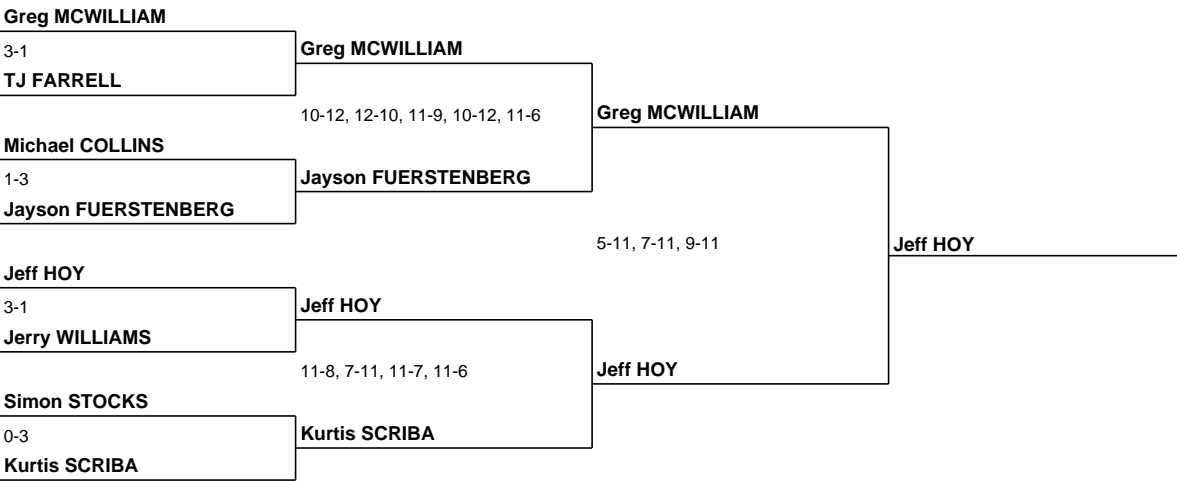 Greg MCWILLIAM
3-1
TJ FARRELL
Michael COLLINS
1-3
Jayson FUERSTENBERG
Jeff HOY
3-1
Jerry WILLIAMS
Simon STOCKS
0-3
Kurtis SCRIBA
Greg MCWILLIAM
10-12, 12-10, 11-9, 10-12, 11-6
Jayson FUERSTENBERG
Jeff HOY
11-8, 7-11, 11-7, 11-6
Kurtis SCRIBA
Greg MCWILLIAM
5-11, 7-11, 9-11
Jeff HOY
Jeff HOY